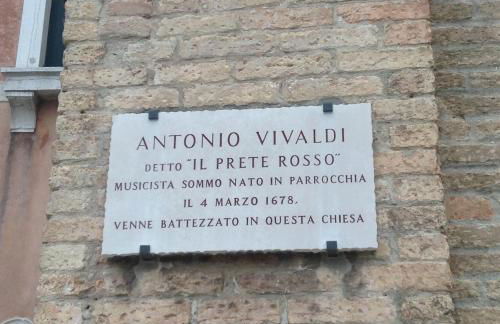 ANTONIO VIVALDI
DETTO "IL PRETE ROSSO"
MUSICISTA SOMMO NATO IN PARROCCHIA
IL 4 MARZO 1678.
VENNE BATTEZZATO IN QUESTA CHIESA